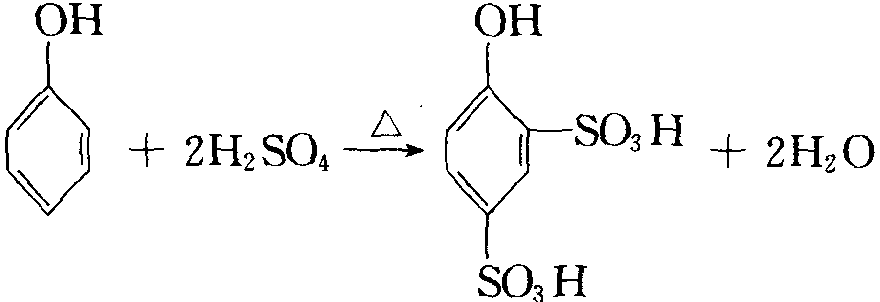 OH OH
+ 2H₂SO₄ △ SO₃H + 2H₂O
SO₃H